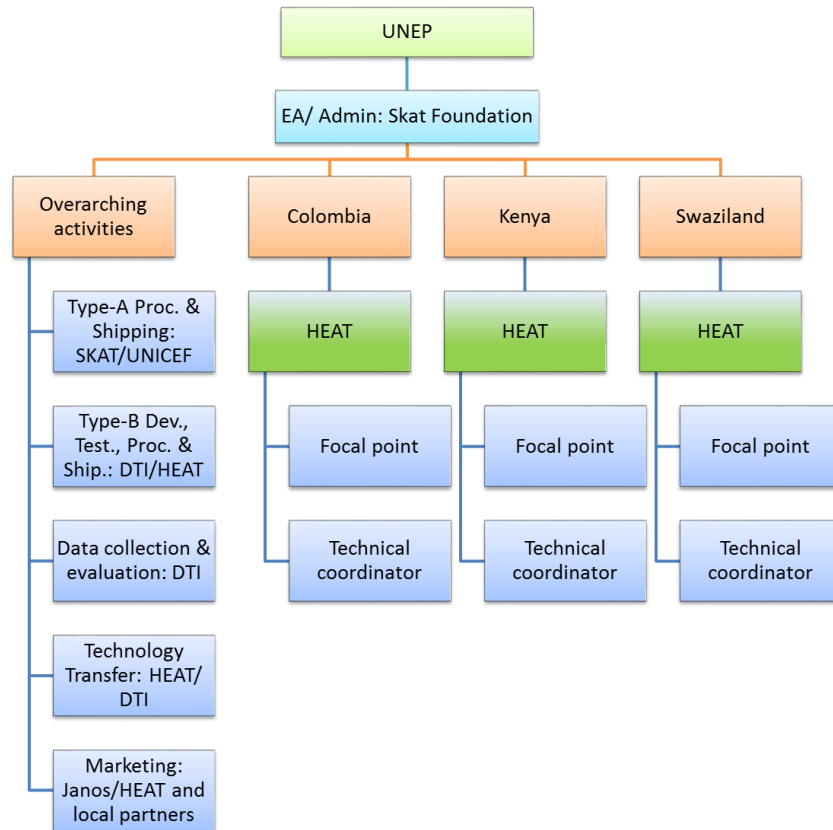 UNEP
EA/ Admin: Skat Foundation
Overarching
activities
Colombia
Kenya
Swaziland
Type-A Proc. &
Shipping:
SKAT/UNICEF
HEAT
HEAT
HEAT
Type-B Dev.,
Test., Proc. &
Ship.: DTI/HEAT
Focal point
Focal point
Focal point
Data collection &
evaluation: DTI
Technical
coordinator
Technical
coordinator
Technical
coordinator
Technology
Transfer: HEAT/
DTI
Marketing:
Janos/HEAT and
local partners